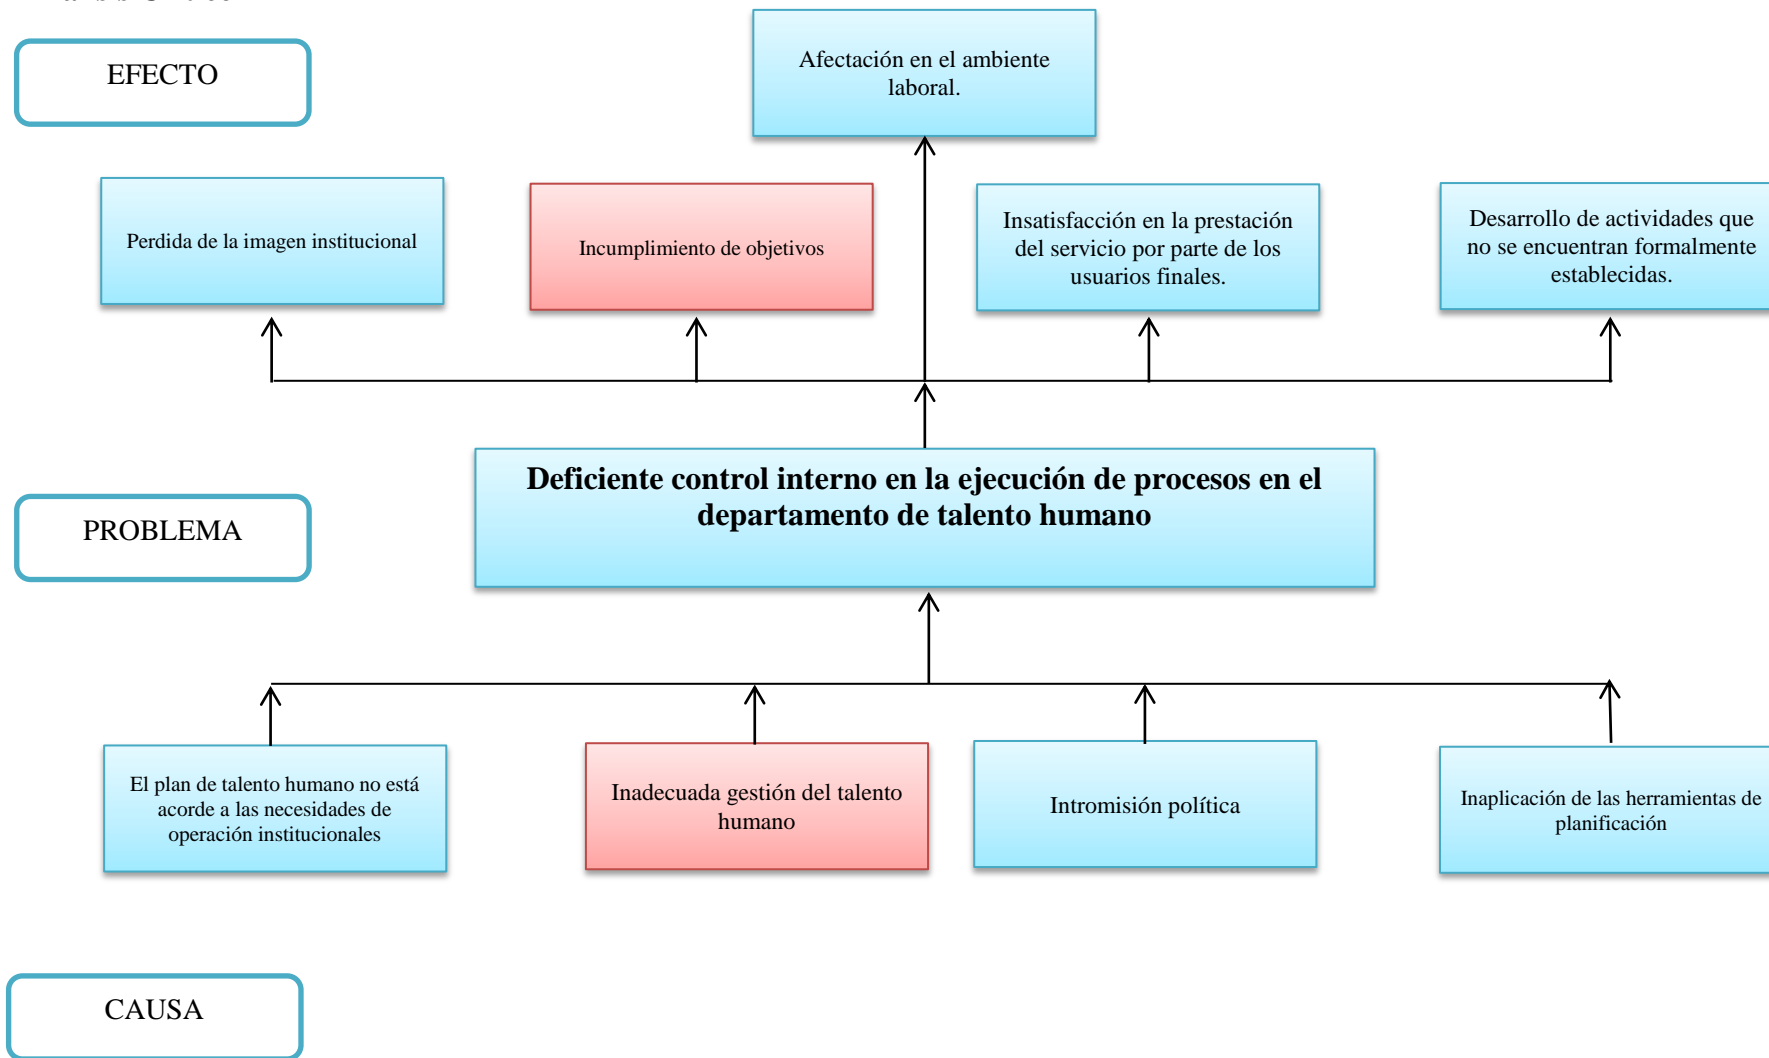 EFECTO
Afectación en el ambiente
laboral.
Perdida de la imagen institucional
Incumplimiento de objetivos
Insatisfacción en la prestación
del servicio por parte de los
usuarios finales.
Desarrollo de actividades que
no se encuentran formalmente
establecidas.
PROBLEMA
Deficiente control interno en la ejecución de procesos en el
departamento de talento humano
El plan de talento humano no está
acorde a las necesidades de
operación institucionales
Inadecuada gestión del talento
humano
Intromisión política
Inaplicación de las herramientas de
planificación
CAUSA